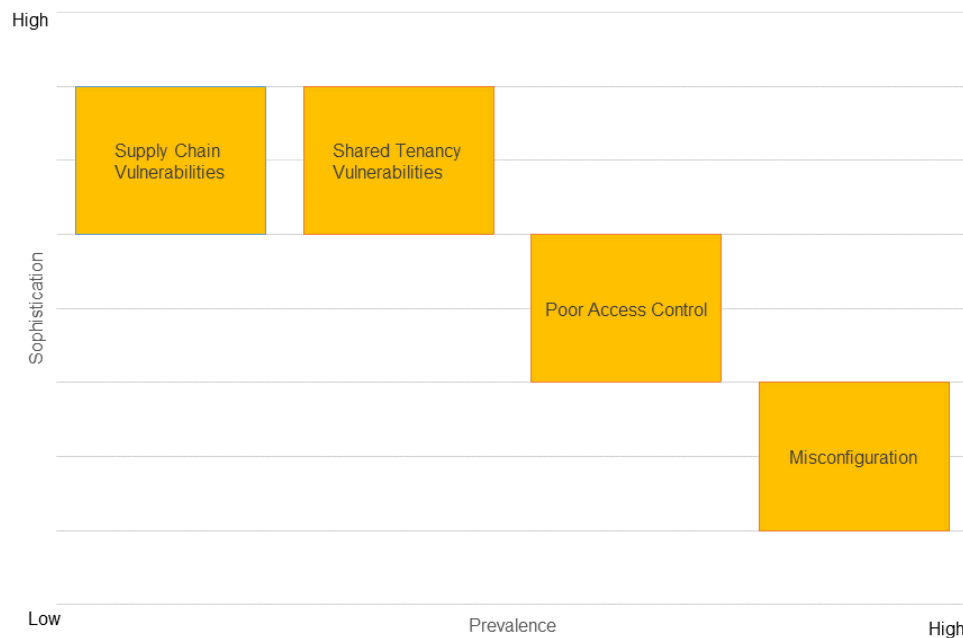 High
Supply Chain
Vulnerabilities
Shared Tenancy
Vulnerabilities
Sophistication
Poor Access Control
Misconfiguration
Low
Prevalence
High